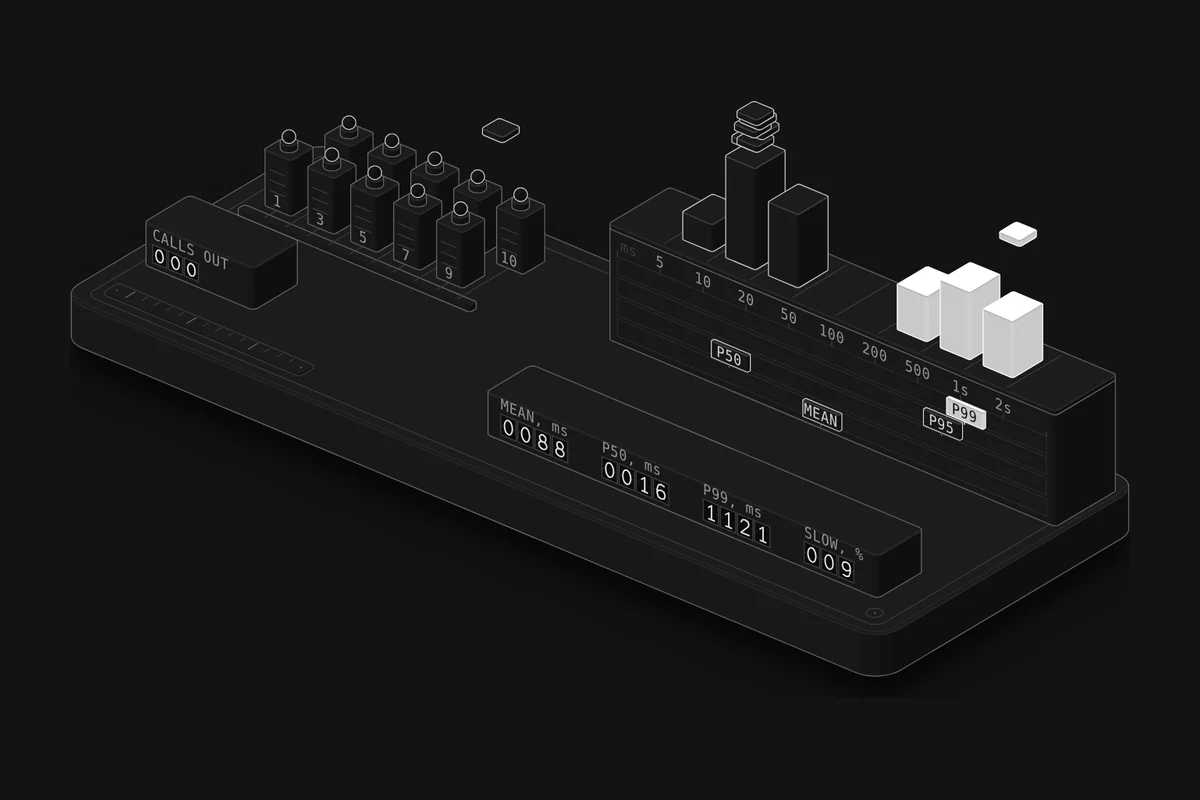 1
3
5
7
9
10
CALLS OUT
000
ms 5 10 20 50 100 200 500 1s 2s
P50
MEAN
P99
P95
MEAN, ms
0088
P50, ms
0016
P99, ms
1121
SLOW, %
009